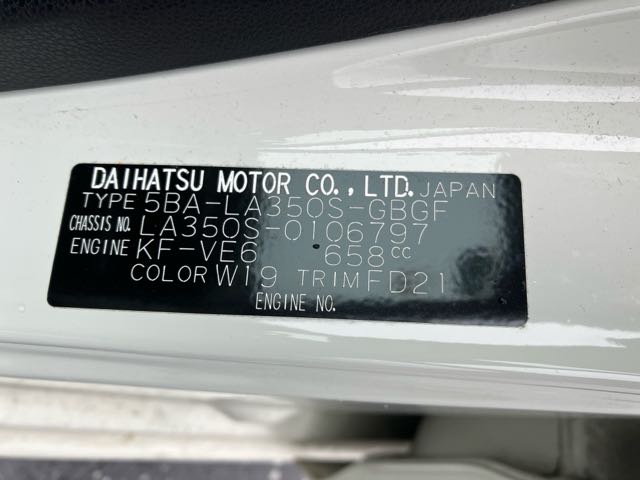 DAIHATSU MOTOR CO., LTD. JAPAN
TYPE 5BA-LA350S-GBGF
CHASSIS NO. LA350S-0106797
ENGINE KF-VE6 658cc
COLOR W19 TRIM FD21
ENGINE NO.